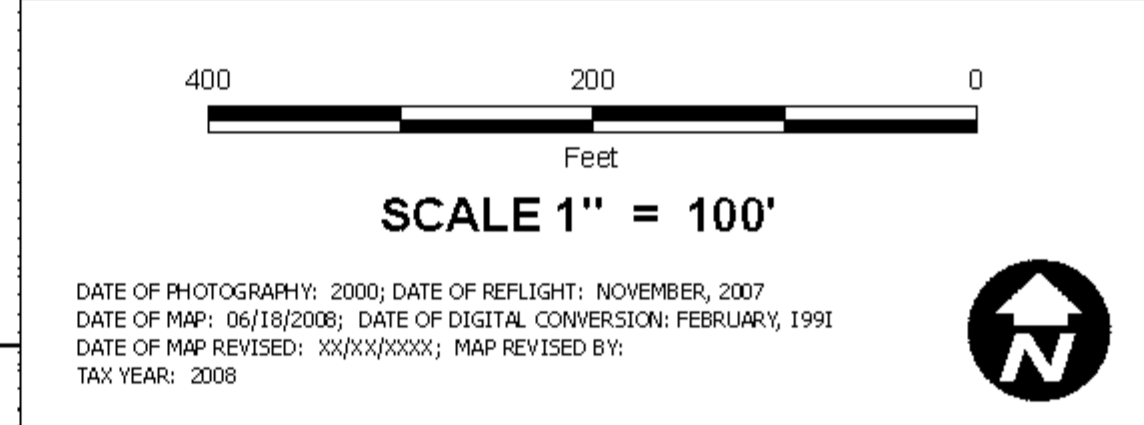 400 200 0
Feet
SCALE 1" = 100'
DATE OF PHOTOGRAPHY: 2000; DATE OF REFLIGHT: NOVEMBER, 2007
DATE OF MAP: 06/18/2008; DATE OF DIGITAL CONVERSION: FEBRUARY, 1991
DATE OF MAP REVISED: XX/XX/XXXX; MAP REVISED BY:
TAX YEAR: 2008
N